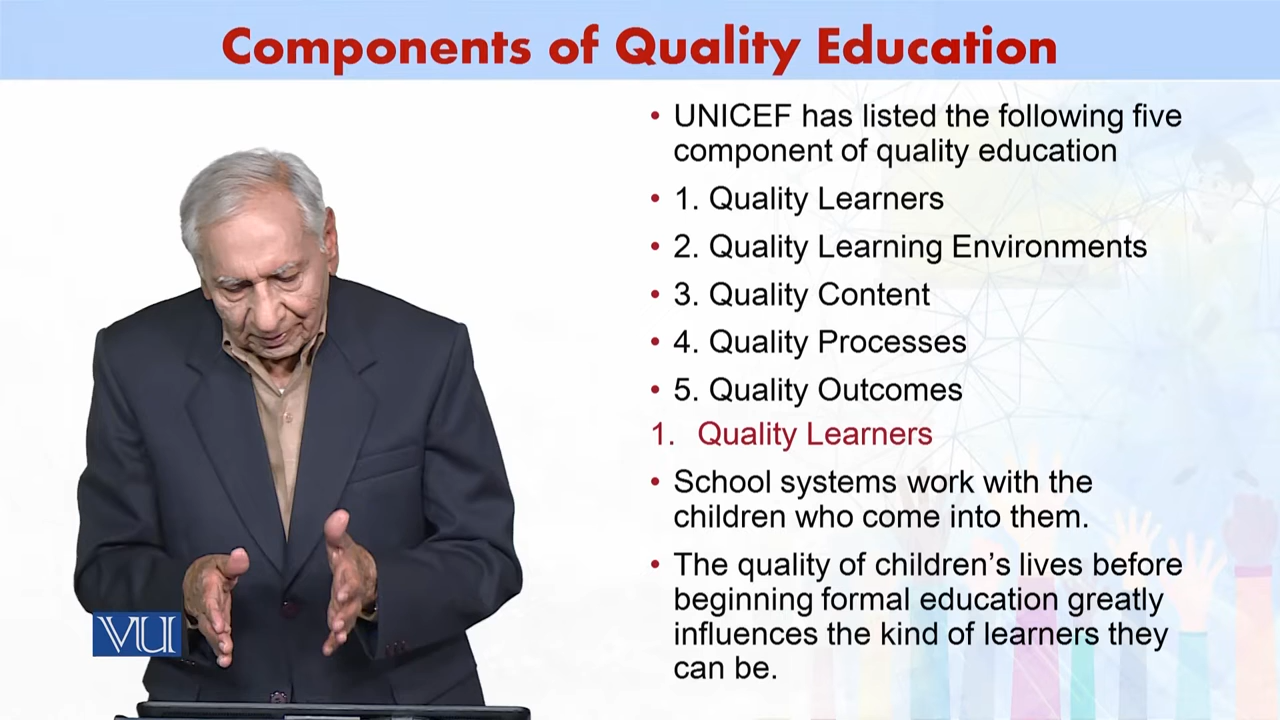 Components of Quality Education
• UNICEF has listed the following five
component of quality education
• 1. Quality Learners
• 2. Quality Learning Environments
• 3. Quality Content
• 4. Quality Processes
• 5. Quality Outcomes
1. Quality Learners
• School systems work with the
children who come into them.
• The quality of children’s lives before
beginning formal education greatly
influences the kind of learners they
can be.
VU